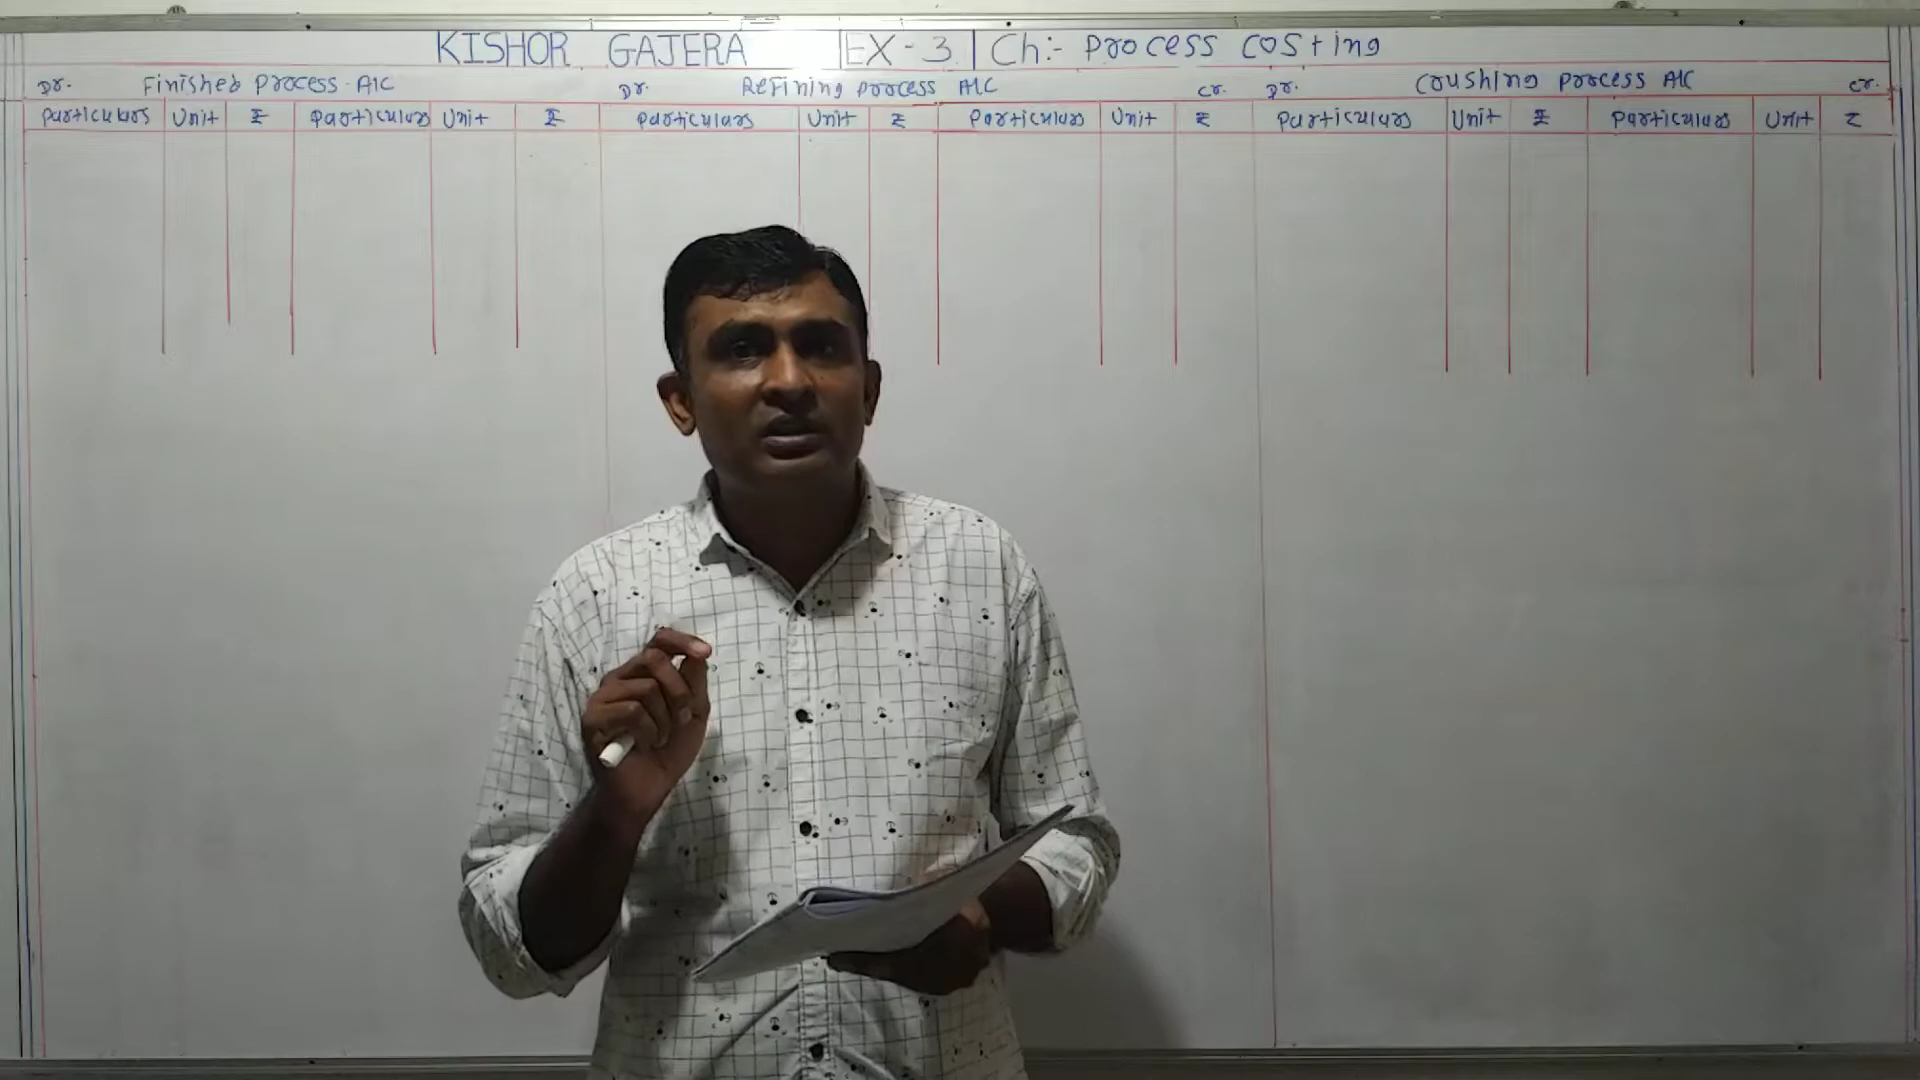 KISHOR GAJERA EX-3 Ch:- Process Costing
Dr. Finished Process A/C Dr. Refining process A/C Cr. Dr. Crushing process A/C Cr.
Particulars Unit ₹ Particulars Unit ₹ Particulars Unit ₹ Particulars Unit ₹ Particulars Unit ₹ Particulars Unit ₹